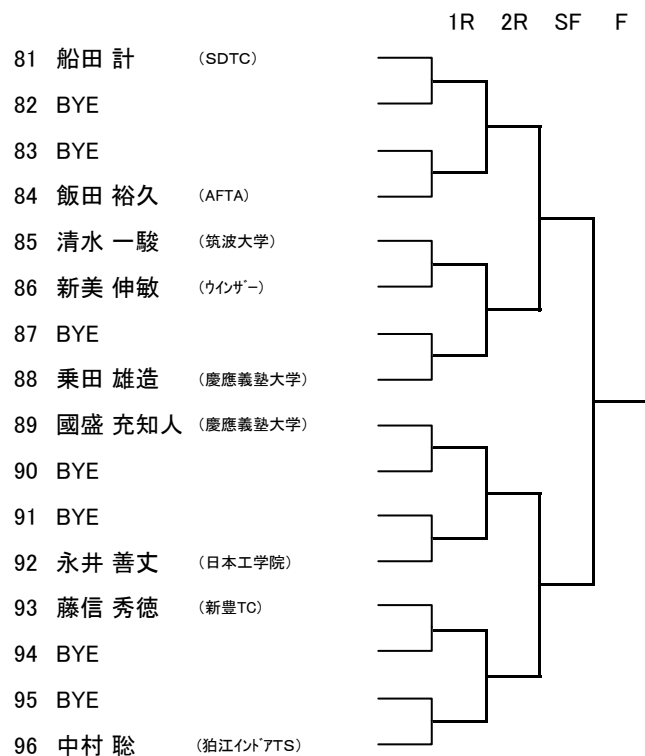 1R 2R SF F
81 船田 計 (SDTC)
82 BYE
83 BYE
84 飯田 裕久 (AFTA)
85 清水 一駿 (筑波大学)
86 新美 伸敏 (ウインザー)
87 BYE
88 乗田 雄造 (慶應義塾大学)
89 國盛 充知人 (慶應義塾大学)
90 BYE
91 BYE
92 永井 善丈 (日本工学院)
93 藤信 秀徳 (新豊TC)
94 BYE
95 BYE
96 中村 聡 (狛江インドアTS)